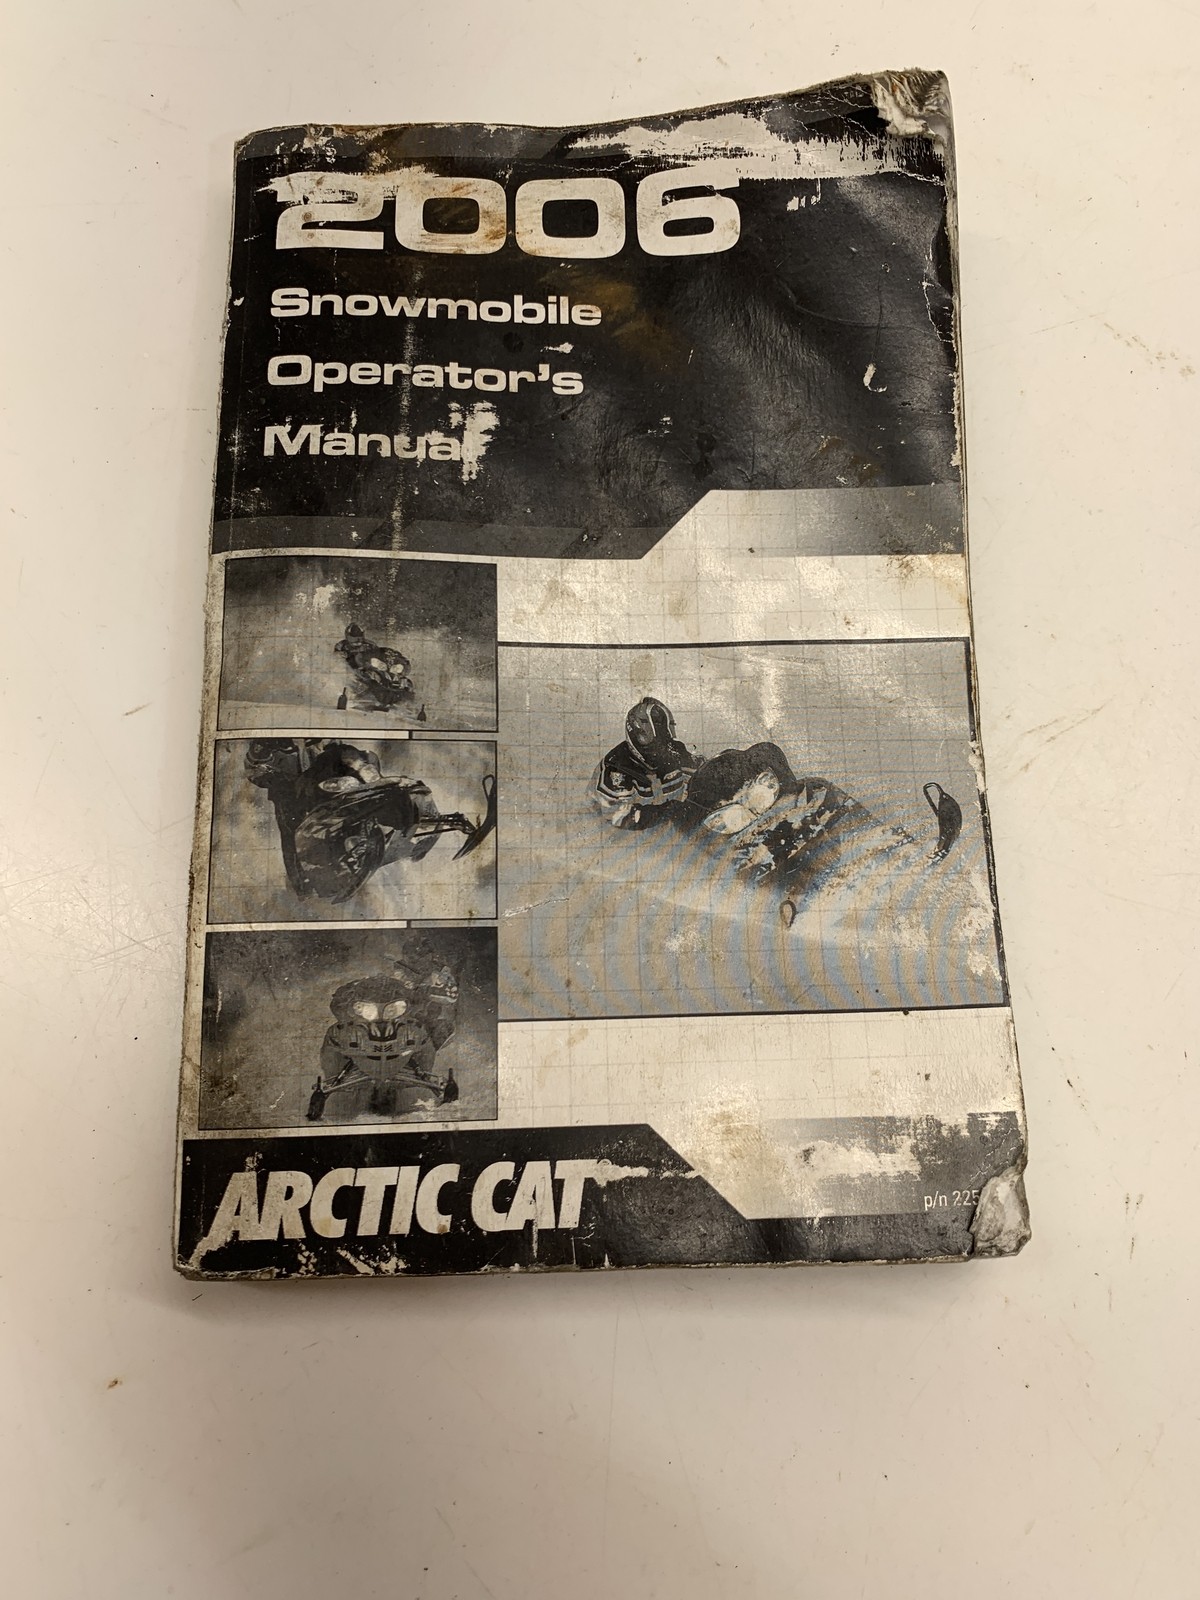 2006
Snowmobile
Operator's
Manual
ARCTIC CAT
p/n 225